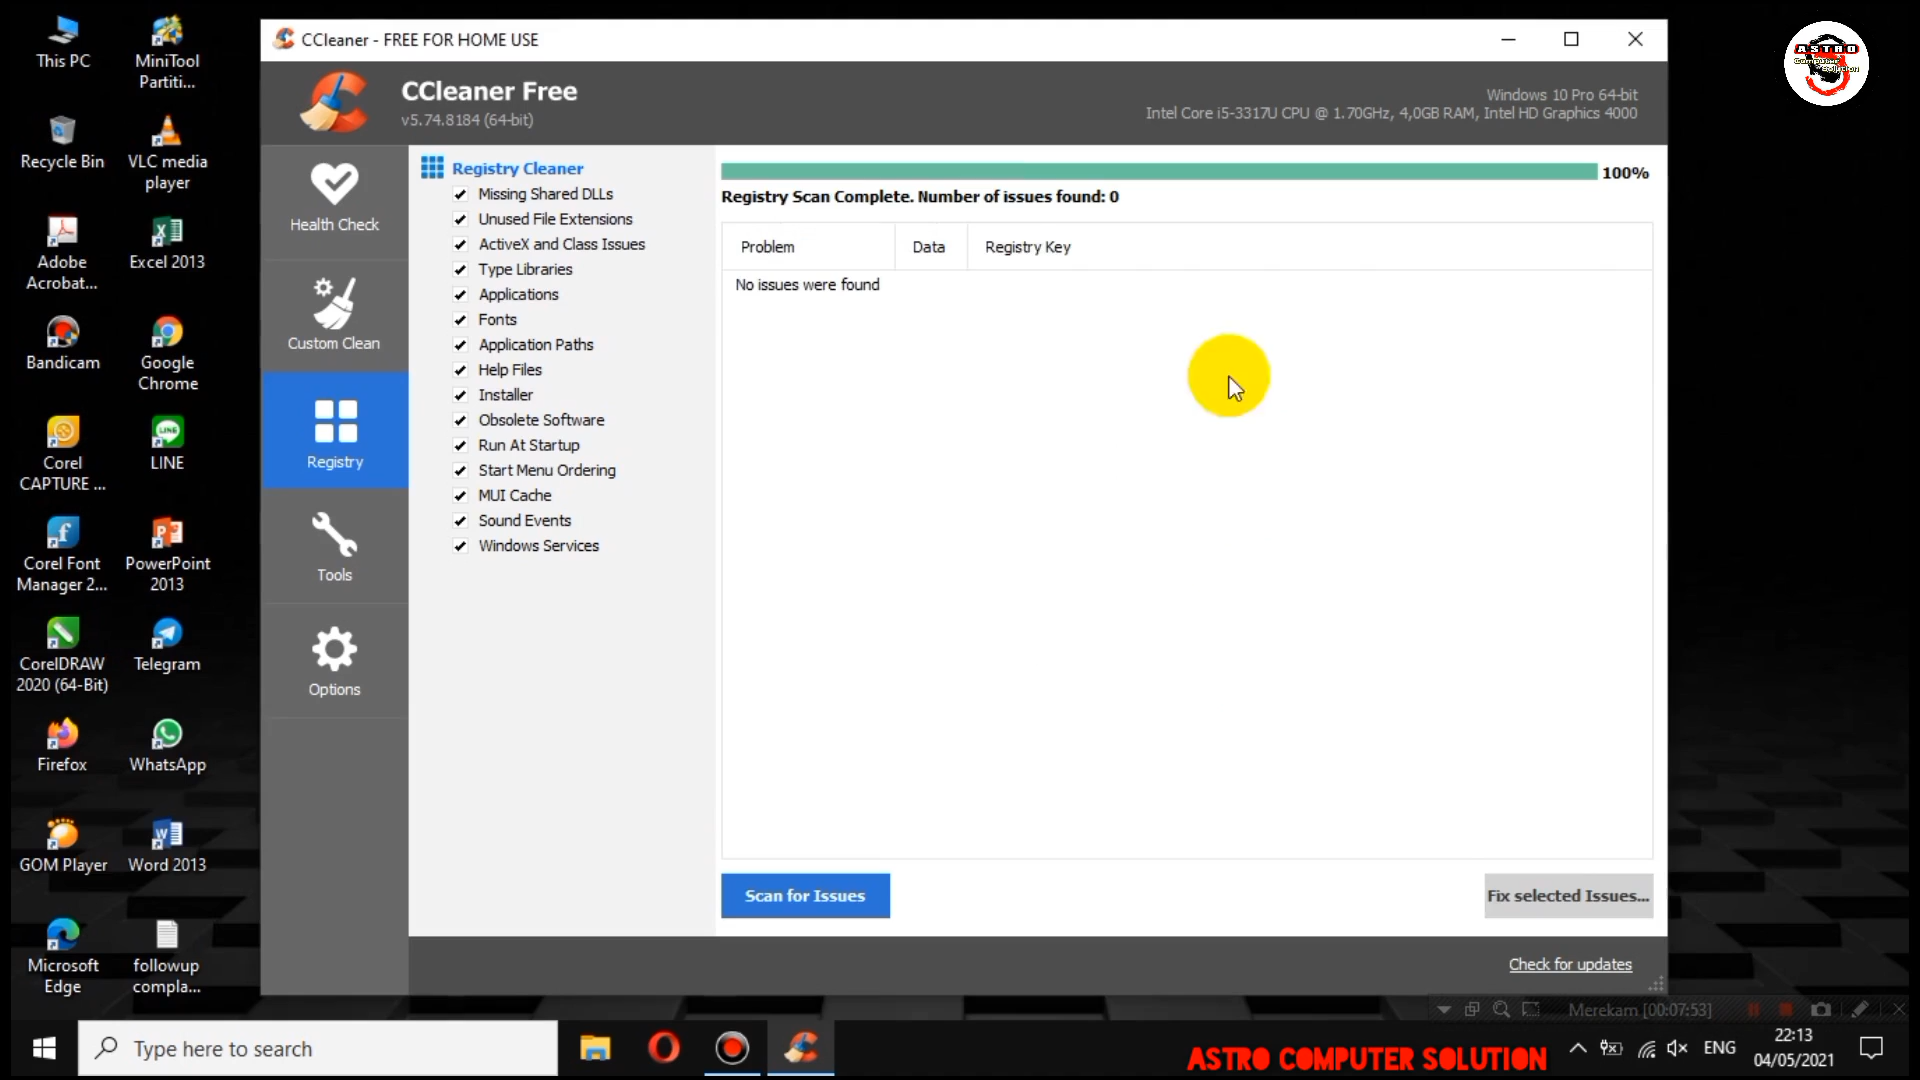 This PC
MiniTool
Partiti...
Recycle Bin
VLC media
player
Adobe
Acrobat...
Excel 2013
Bandicam
Google
Chrome
Corel
CAPTURE ...
LINE
Corel Font
Manager 2...
PowerPoint
2013
CorelDRAW
2020 (64-Bit)
Telegram
Firefox
WhatsApp
GOM Player
Word 2013
Microsoft
Edge
followup
compla...
CCleaner - FREE FOR HOME USE
CCleaner Free
v5.74.8184 (64-bit)
Windows 10 Pro 64-bit
Intel Core i5-3317U CPU @ 1.70GHz, 4,0GB RAM, Intel HD Graphics 4000
Health Check
Custom Clean
Registry
Tools
Options
Registry Cleaner
Missing Shared DLLs
Unused File Extensions
ActiveX and Class Issues
Type Libraries
Applications
Fonts
Application Paths
Help Files
Installer
Obsolete Software
Run At Startup
Start Menu Ordering
MUI Cache
Sound Events
Windows Services
100%
Registry Scan Complete. Number of issues found: 0
Problem Data Registry Key
No issues were found
Scan for Issues
Fix selected Issues...
Check for updates
ASTRO
Computer
Solution
Merekam [00:07:53]
Type here to search
ASTRO COMPUTER SOLUTION
ENG
22:13
04/05/2021